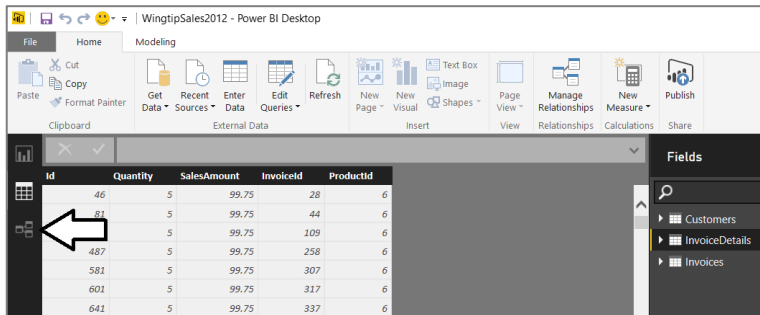 WingtipSales2012 - Power BI Desktop
File Home Modeling
Paste Cut Copy Format Painter
Get Data Recent Sources Enter Data Edit Queries Refresh
New Page New Visual Text Box Image Shapes
Page View Manage Relationships New Measure Publish
Clipboard External Data Insert View Relationships Calculations Share
Fields
Id Quantity SalesAmount InvoiceId ProductId
46 5 99.75 28 6
81 5 99.75 44 6
5 99.75 109 6
487 5 99.75 258 6
581 5 99.75 307 6
601 5 99.75 317 6
641 5 99.75 337 6
Customers
InvoiceDetails
Invoices